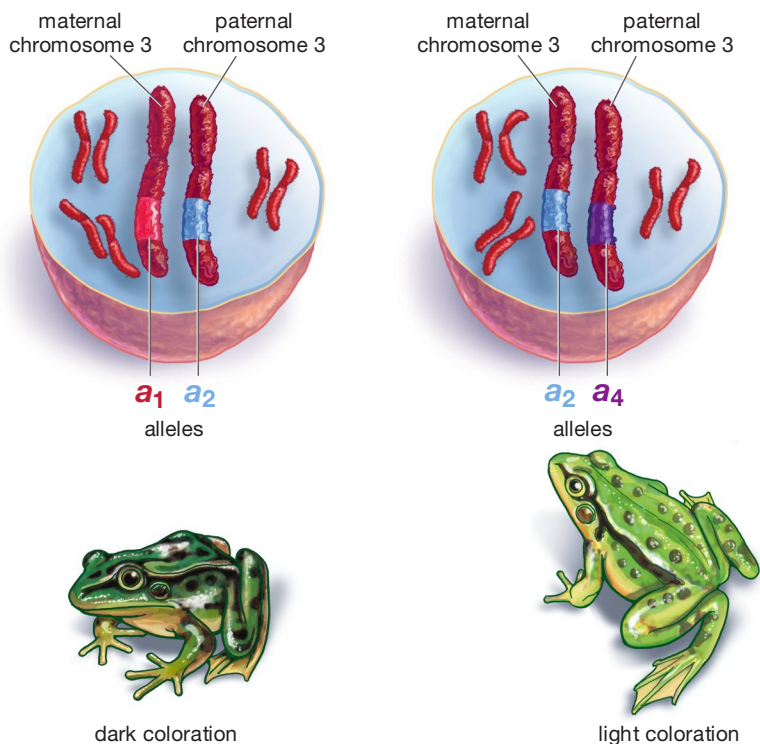 maternal
chromosome 3
paternal
chromosome 3
maternal
chromosome 3
paternal
chromosome 3
a1 a2
alleles
a2 a4
alleles
dark coloration
light coloration